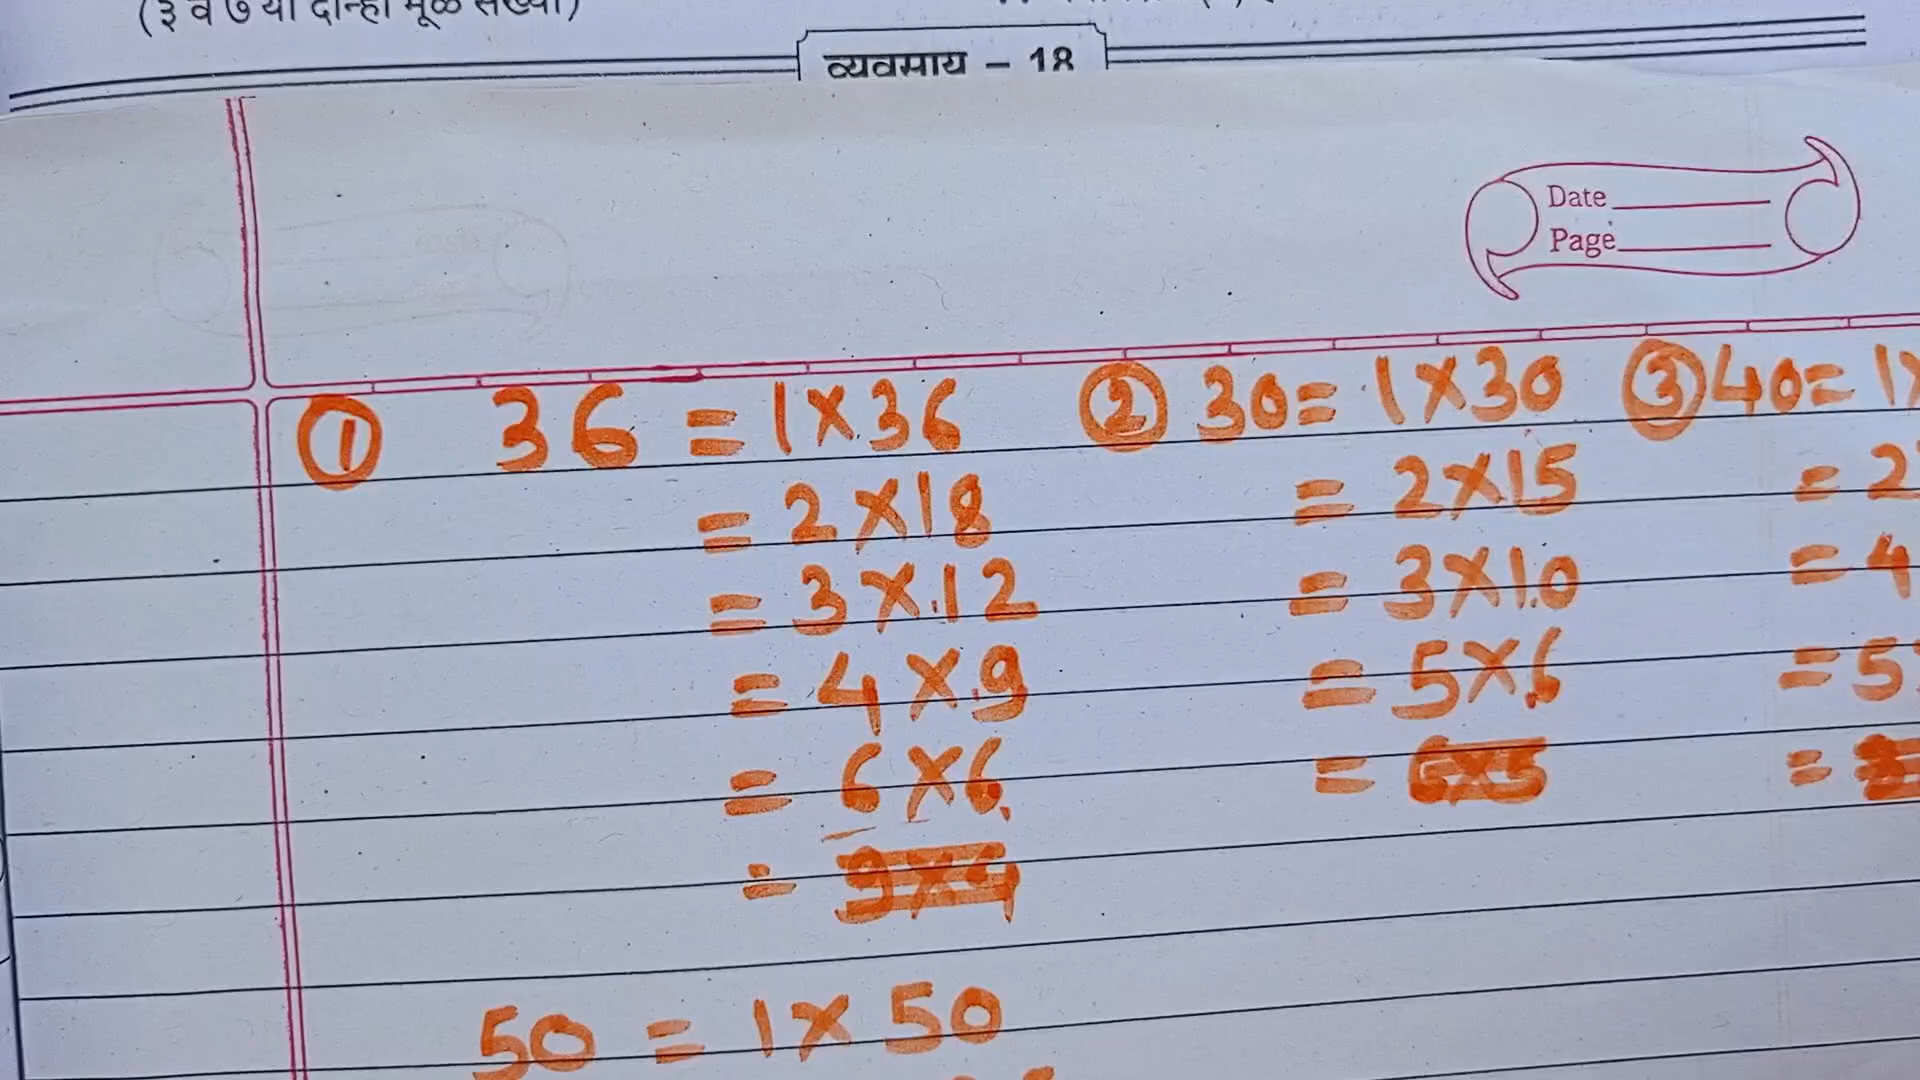 (३ व ७ या दोन्ही मूळ संख्या)
व्यवसाय – 18
Date
Page
① 36 = 1×36 ② 30 = 1×30 ③ 40 = 1×
= 2×18 = 2×15 = 2×
= 3×12 = 3×10 = 4
= 4×9 = 5×6 = 5×
= 6×6 = 6×5 =
= 9×4
50 = 1×50